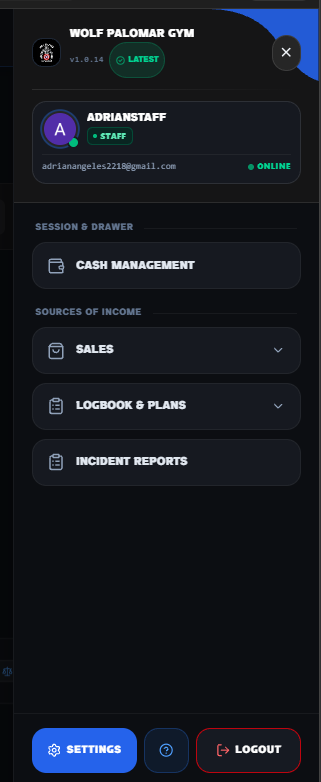 WOLF PALOMAR GYM
v1.0.14 LATEST
A
ADRIANSTAFF
STAFF
adrianangeles2218@gmail.com ONLINE
SESSION & DRAWER
CASH MANAGEMENT
SOURCES OF INCOME
SALES
LOGBOOK & PLANS
INCIDENT REPORTS
SETTINGS ? LOGOUT